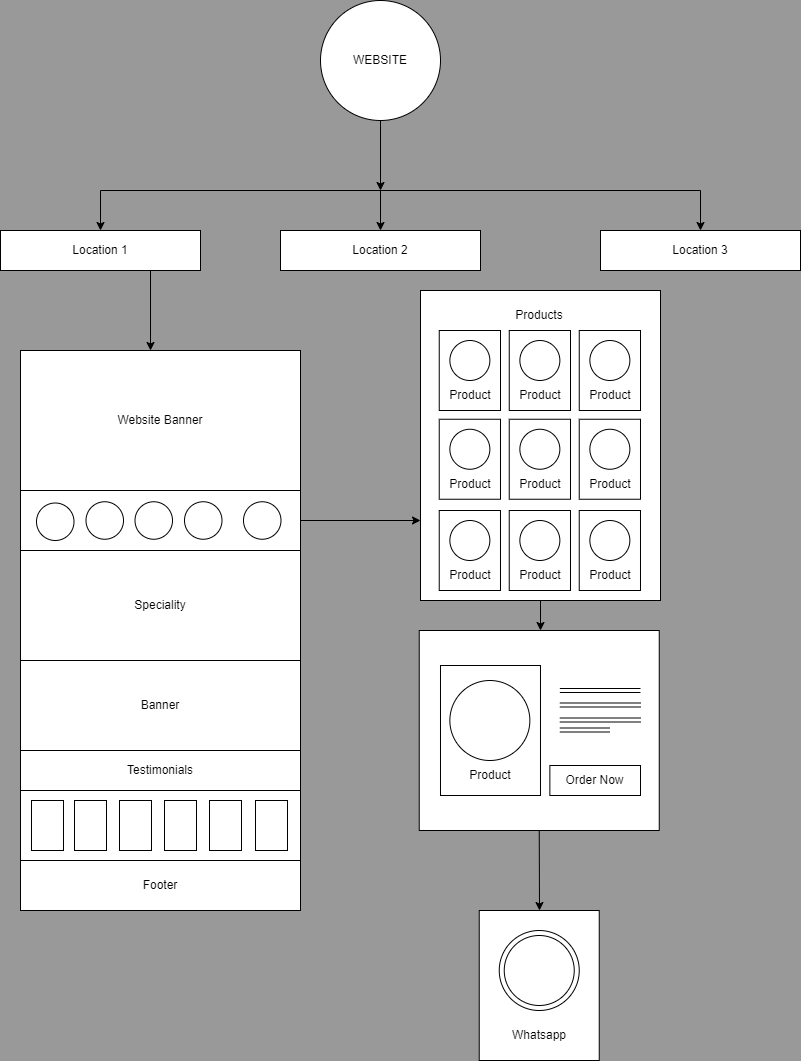 WEBSITE
Location 1
Location 2
Location 3
Website Banner
Speciality
Banner
Testimonials
Footer
Products
Product
Product
Product
Product
Product
Product
Product
Product
Product
Product
Order Now
Whatsapp